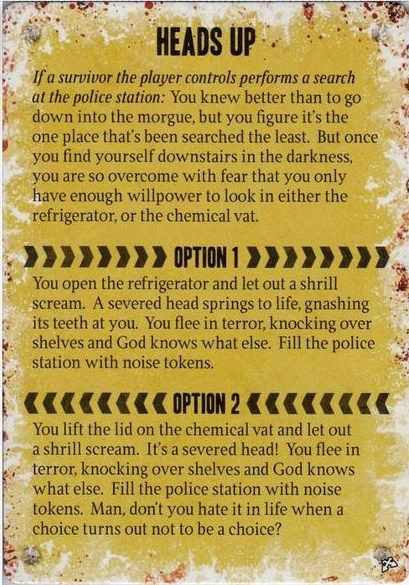 HEADS UP
If a survivor the player controls performs a search
at the police station: You knew better than to go
down into the morgue, but you figure it's the
one place that's been searched the least. But once
you find yourself downstairs in the darkness,
you are so overcome with fear that you only
have enough willpower to look in either the
refrigerator, or the chemical vat.
OPTION 1
You open the refrigerator and let out a shrill
scream. A severed head springs to life, gnashing
its teeth at you. You flee in terror, knocking over
shelves and God knows what else. Fill the police
station with noise tokens.
OPTION 2
You lift the lid on the chemical vat and let out
a shrill scream. It's a severed head! You flee in
terror, knocking over shelves and God knows
what else. Fill the police station with noise
tokens. Man, don't you hate it in life when a
choice turns out not to be a choice?